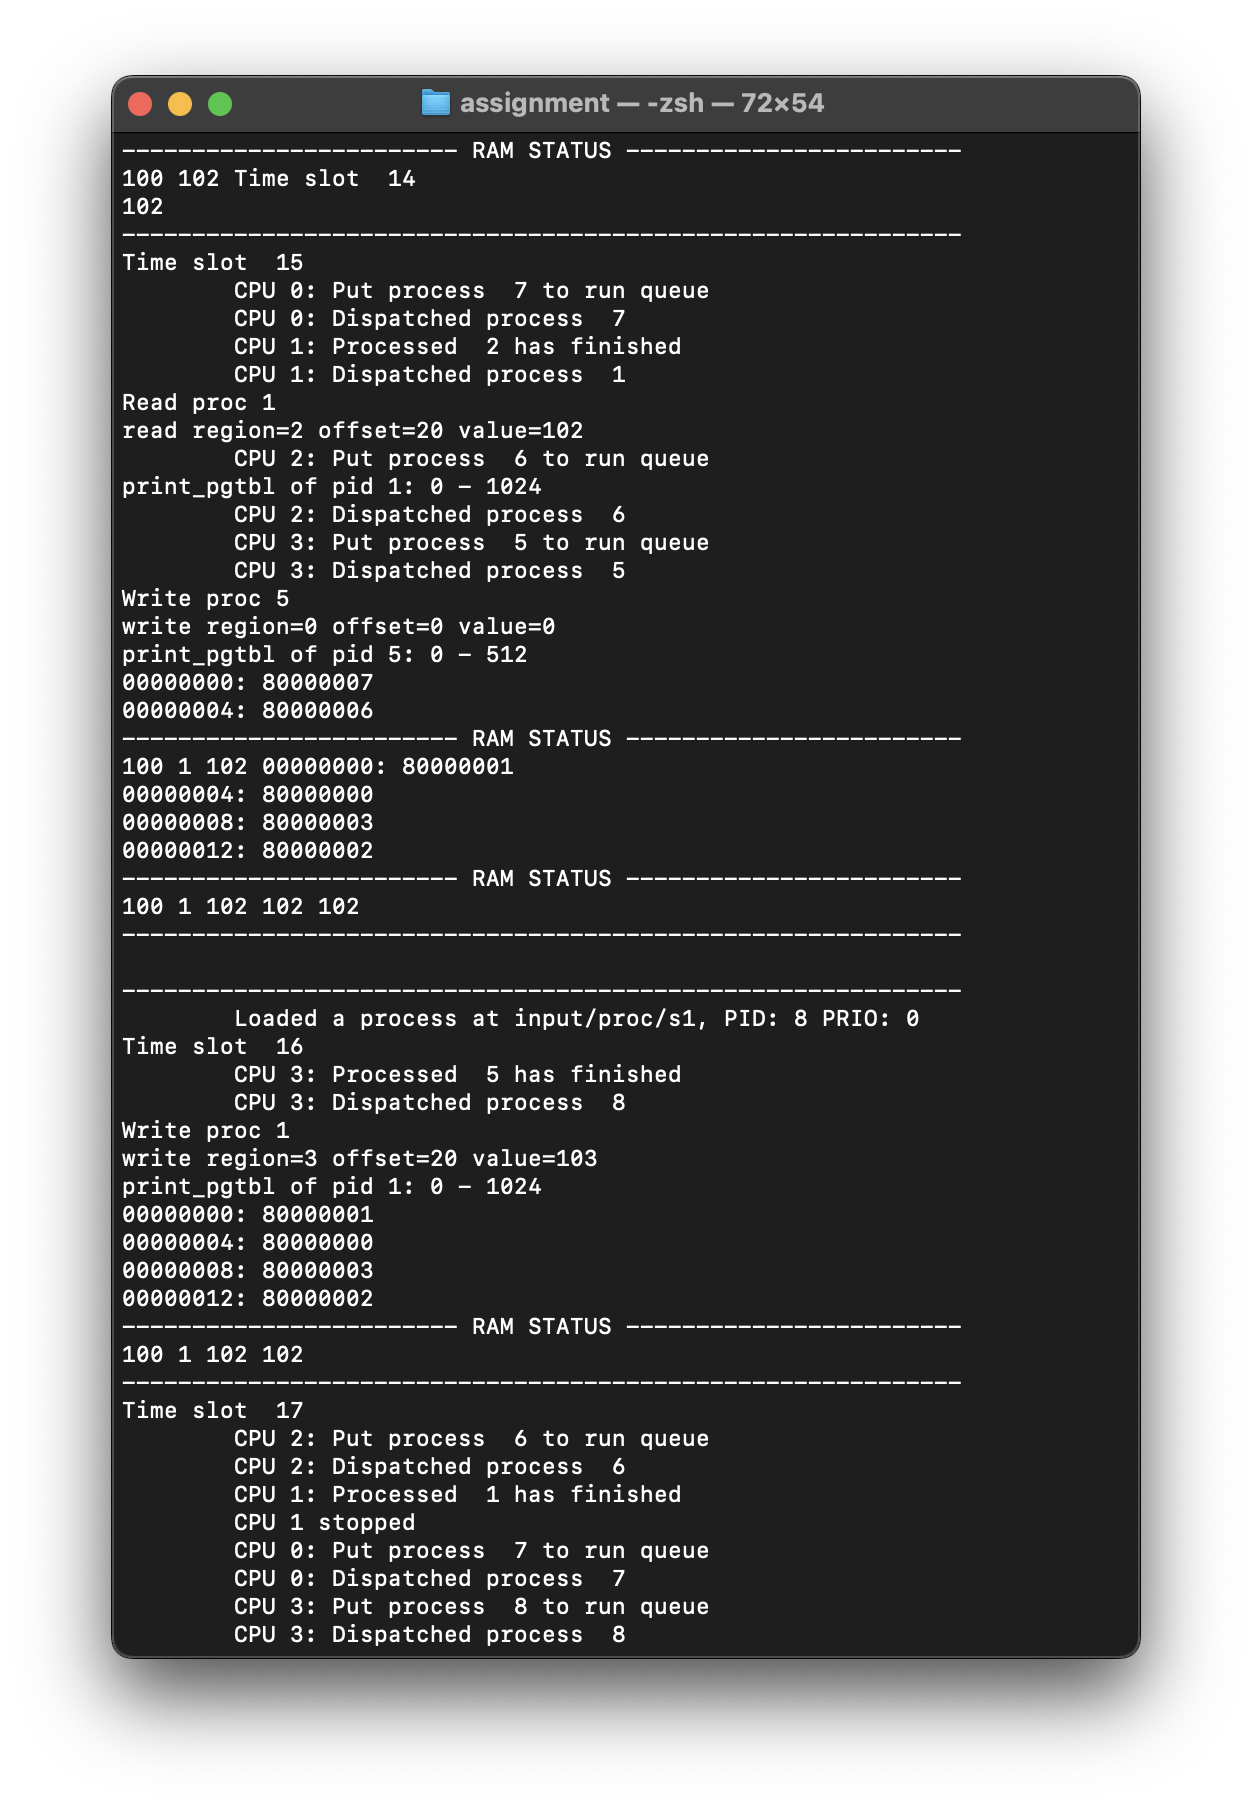 assignment — -zsh — 72×54
------------------------ RAM STATUS ------------------------
100 102 Time slot  14
102
------------------------------------------------------------
Time slot  15
        CPU 0: Put process  7 to run queue
        CPU 0: Dispatched process  7
        CPU 1: Processed  2 has finished
        CPU 1: Dispatched process  1
Read proc 1
read region=2 offset=20 value=102
        CPU 2: Put process  6 to run queue
print_pgtbl of pid 1: 0 - 1024
        CPU 2: Dispatched process  6
        CPU 3: Put process  5 to run queue
        CPU 3: Dispatched process  5
Write proc 5
write region=0 offset=0 value=0
print_pgtbl of pid 5: 0 - 512
00000000: 80000007
00000004: 80000006
------------------------ RAM STATUS ------------------------
100 1 102 00000000: 80000001
00000004: 80000000
00000008: 80000003
00000012: 80000002
------------------------ RAM STATUS ------------------------
100 1 102 102 102
------------------------------------------------------------

------------------------------------------------------------
        Loaded a process at input/proc/s1, PID: 8 PRIO: 0
Time slot  16
        CPU 3: Processed  5 has finished
        CPU 3: Dispatched process  8
Write proc 1
write region=3 offset=20 value=103
print_pgtbl of pid 1: 0 - 1024
00000000: 80000001
00000004: 80000000
00000008: 80000003
00000012: 80000002
------------------------ RAM STATUS ------------------------
100 1 102 102
------------------------------------------------------------
Time slot  17
        CPU 2: Put process  6 to run queue
        CPU 2: Dispatched process  6
        CPU 1: Processed  1 has finished
        CPU 1 stopped
        CPU 0: Put process  7 to run queue
        CPU 0: Dispatched process  7
        CPU 3: Put process  8 to run queue
        CPU 3: Dispatched process  8